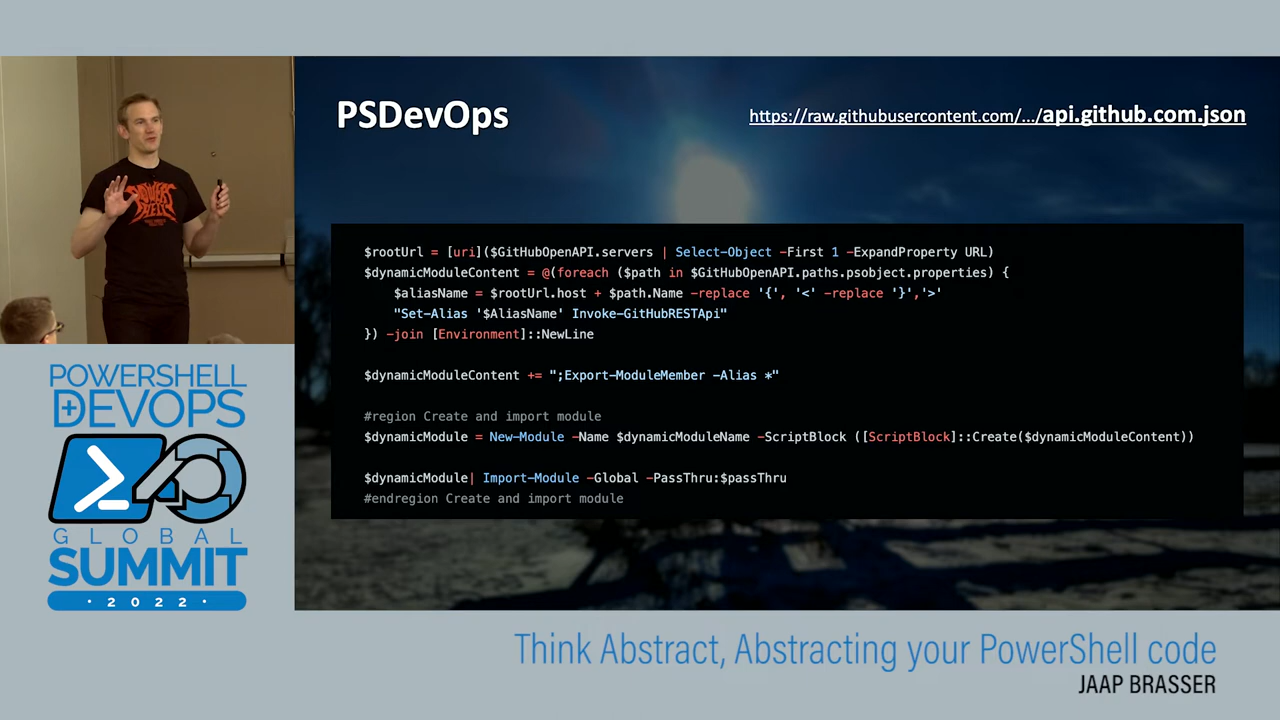 PSDevOps
https://raw.githubusercontent.com/.../api.github.com.json
$rootUrl = [uri]($GitHubOpenAPI.servers | Select-Object -First 1 -ExpandProperty URL)
$dynamicModuleContent = @(foreach ($path in $GitHubOpenAPI.paths.psobject.properties) {
    $aliasName = $rootUrl.host + $path.Name -replace '{', '<' -replace '}','>'
    "Set-Alias '$AliasName' Invoke-GitHubRESTApi"
}) -join [Environment]::NewLine
$dynamicModuleContent += ";Export-ModuleMember -Alias *"
#region Create and import module
$dynamicModule = New-Module -Name $dynamicModuleName -ScriptBlock ([ScriptBlock]::Create($dynamicModuleContent))
$dynamicModule| Import-Module -Global -PassThru:$passThru
#endregion Create and import module
POWERSHELL
DEVOPS
GLOBAL
SUMMIT
· 2022 ·
Think Abstract, Abstracting your PowerShell code
JAAP BRASSER
POWER
SHELL